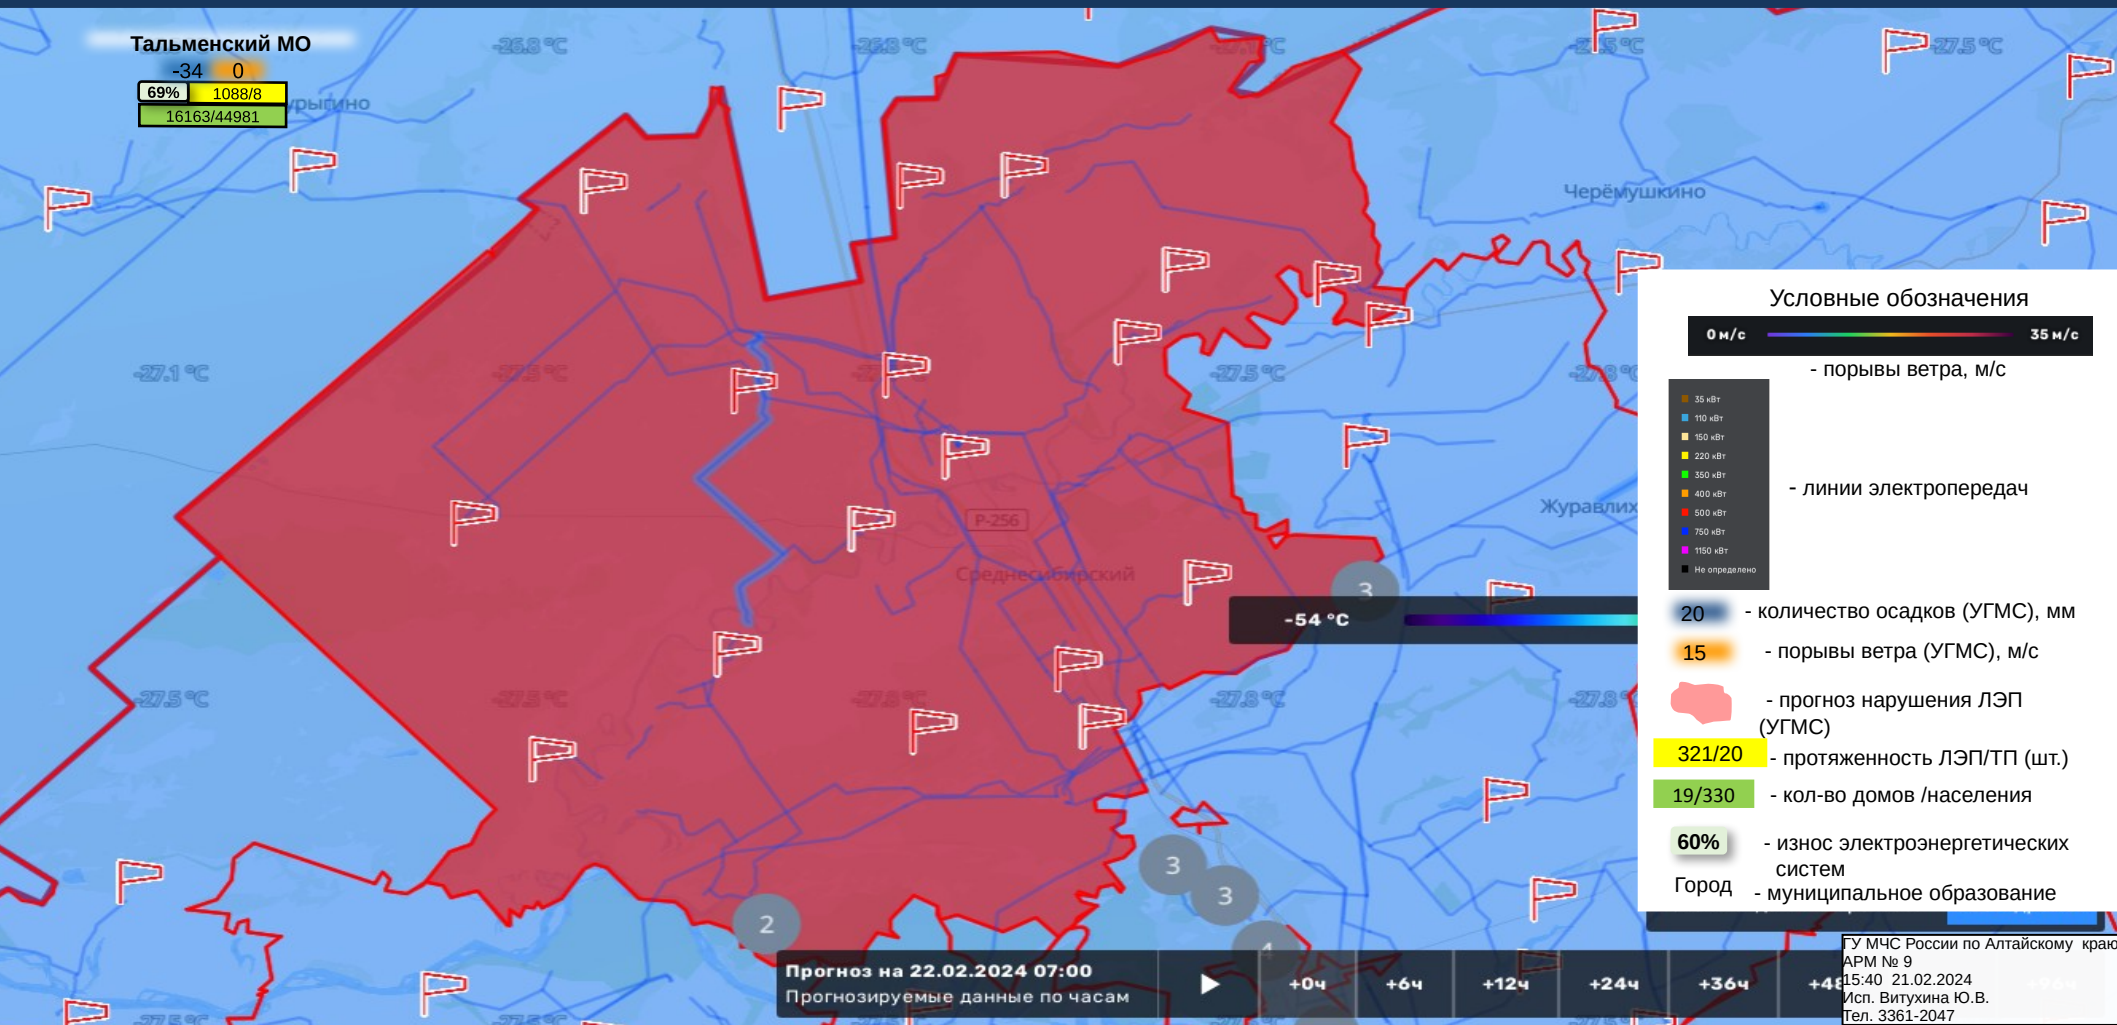 Тальменский МО
-34 0
69% 1088/8
16163/44981
-26.8 °C
-26.8 °C
-27.5 °C
Черёмушкино
-27.1 °C
-27.5 °C
-27.5 °C
Р-256
Среднесибирский
Журавлих
3
-54 °C
-27.5 °C
-27.5 °C
-27.8 °C
-27.8 °C
-27.8
3
3
2
4
Условные обозначения
0 м/с 35 м/с
- порывы ветра, м/с
35 кВт
110 кВт
150 кВт
220 кВт
350 кВт
400 кВт
500 кВт
750 кВт
1150 кВт
Не определено
- линии электропередач
20 - количество осадков (УГМС), мм
15 - порывы ветра (УГМС), м/с
- прогноз нарушения ЛЭП
(УГМС)
321/20 - протяженность ЛЭП/ТП (шт.)
19/330 - кол-во домов /населения
60% - износ электроэнергетических
систем
Город - муниципальное образование
Прогноз на 22.02.2024 07:00
Прогнозируемые данные по часам
+0ч +6ч +12ч +24ч +36ч +48
ГУ МЧС России по Алтайскому краю
АРМ № 9
15:40 21.02.2024
Исп. Витухина Ю.В.
Тел. 3361-2047